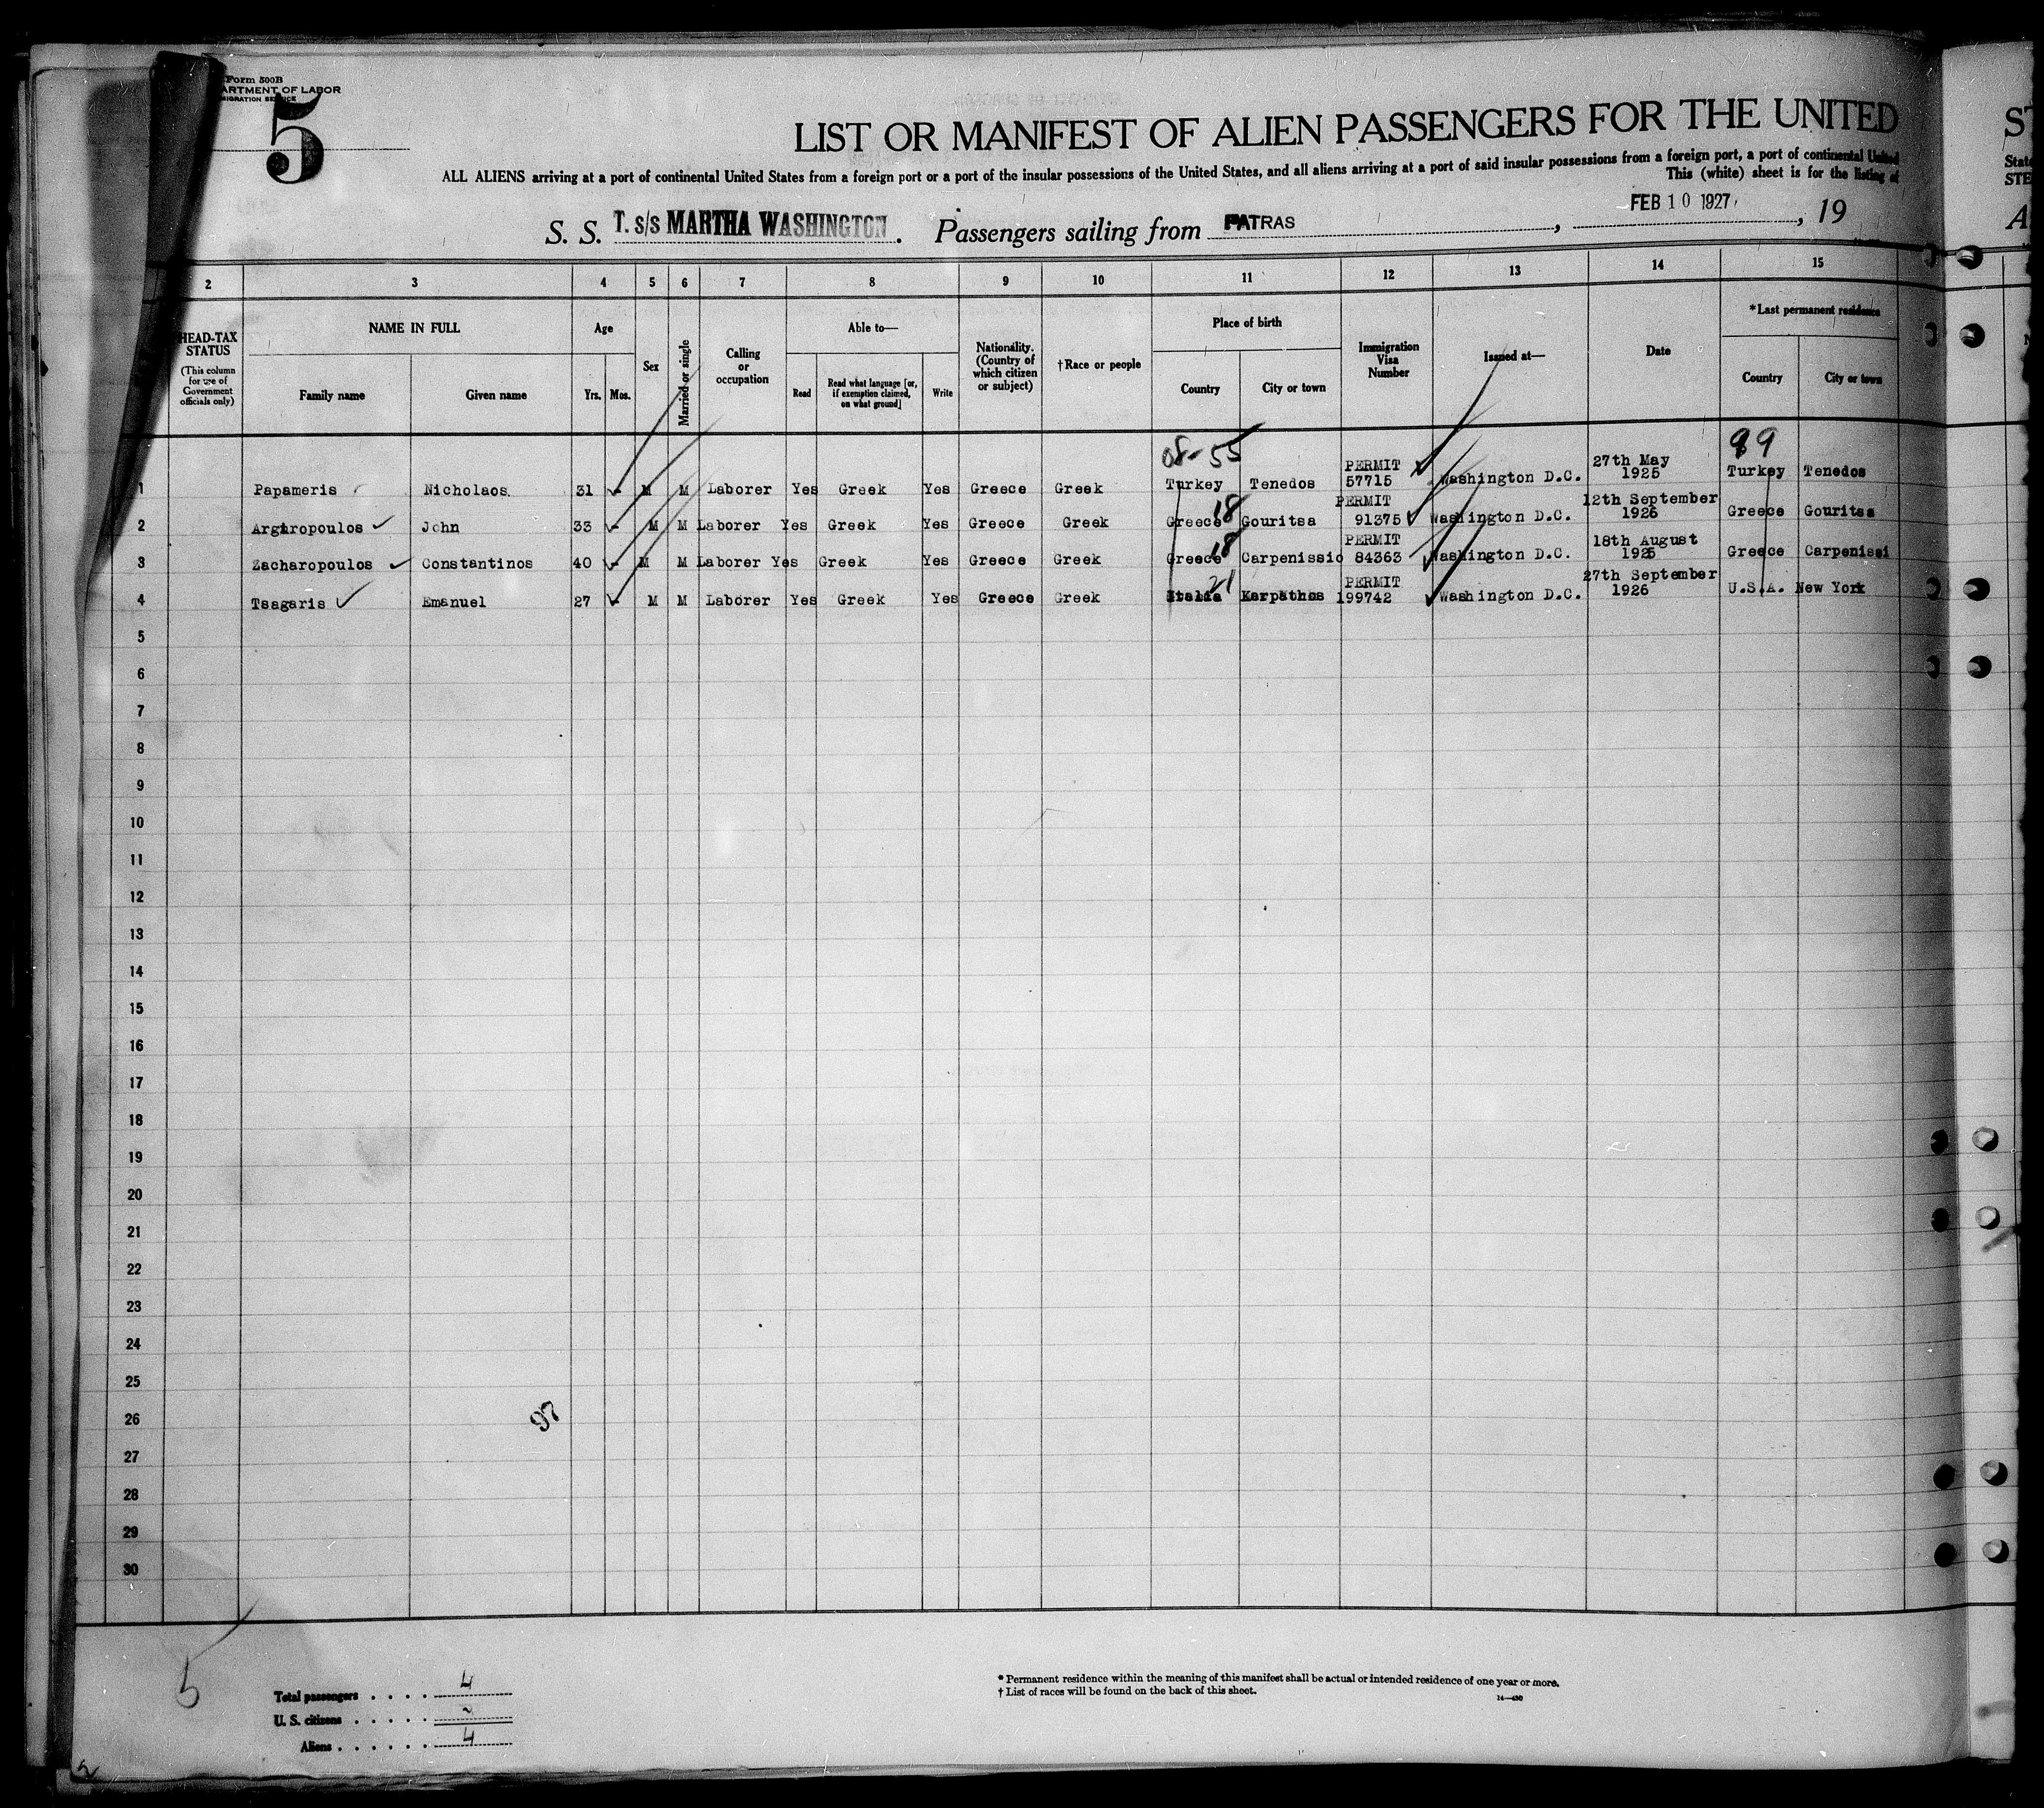 Form 500B
ARTMENT OF LABOR
MIGRATION SERVICE
5
LIST OR MANIFEST OF ALIEN PASSENGERS FOR THE UNITED
ALL ALIENS arriving at a port of continental United States from a foreign port or a port of the insular possessions of the United States, and all aliens arriving at a port of said insular possessions from a foreign port, a port of continental United
This (white) sheet is for the listing of
S. S. T. s/s MARTHA WASHINGTON. Passengers sailing from PATRAS, FEB 10 1927, 19
2 3 4 5 6 7 8 9 10 11 12 13 14 15
HEAD-TAX STATUS (This column for use of Government officials only)
NAME IN FULL
Family name Given name
Age
Yrs. Mos.
Sex
Married or single
Calling or occupation
Able to—
Read Read what language [or, if exemption claimed, on what ground] Write
Nationality. (Country of which citizen or subject)
†Race or people
Place of birth
Country City or town
Immigration Visa Number
Issued at—
Date
*Last permanent residence
Country City or town
55 99
1 Papameris Nicholaos. 31 - M M Laborer Yes Greek Yes Greece Greek Turkey Tenedos PERMIT 57715 Washington D.C. 27th May 1925 Turkey Tenedos
18
2 Argiropoulos John 33 - M M Laborer Yes Greek Yes Greece Greek Greece Gouritsa PERMIT 91375 Washington D.C. 12th September 1926 Greece Gouritsa
18
3 Zacharopoulos Constantinos 40 - M M Laborer Yes Greek Yes Greece Greek Greece Carpenissio PERMIT 84363 Washington D.C. 18th August 1925 Greece Carpenissi
21
4 Tsagaris Emanuel 27 - M M Laborer Yes Greek Yes Greece Greek Italia Karpathos PERMIT 199742 Washington D.C. 27th September 1926 U.S.A. New York
5
6
7
8
9
10
11
12
13
14
15
16
17
18
19
20
21
22
23
24
25
26
97
27
28
29
30
5
Total passengers . . . . 4
U. S. citizens . . . . .
Aliens . . . . . . 4
* Permanent residence within the meaning of this manifest shall be actual or intended residence of one year or more.
† List of races will be found on the back of this sheet.
14—430